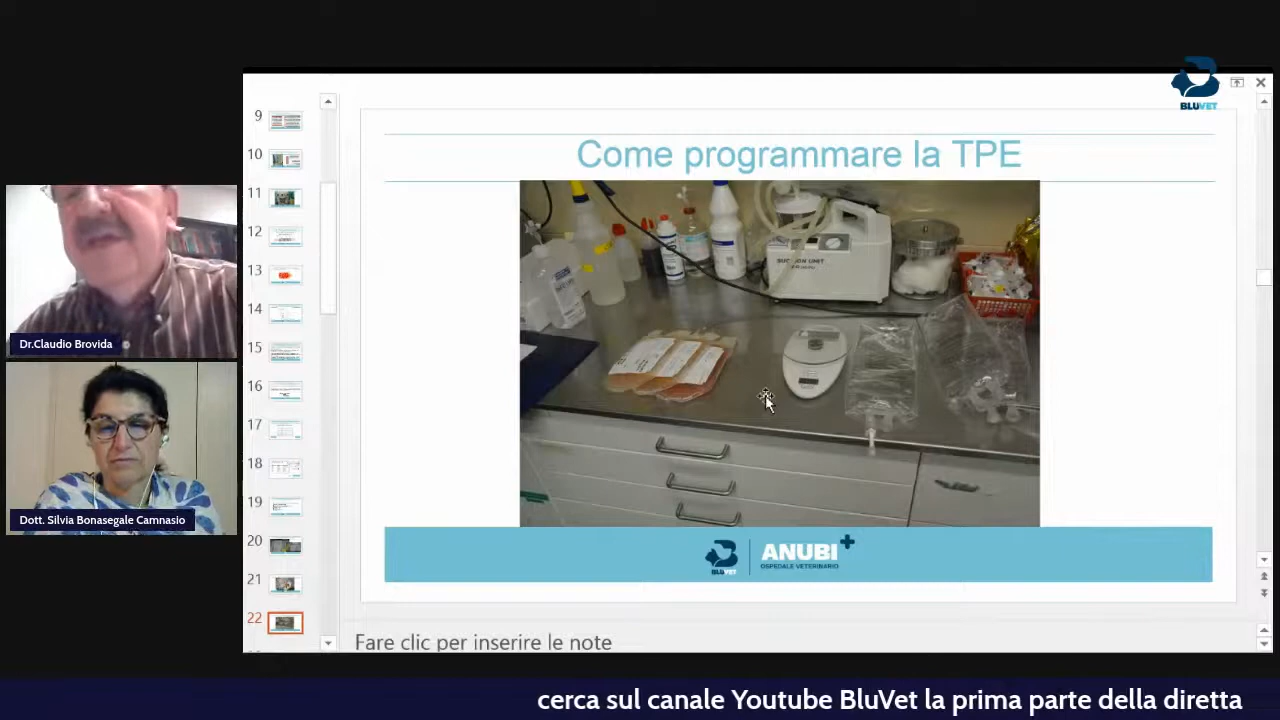 BLUVET
9
10
11
12
13
14
15
16
17
18
19
20
21
22
Come programmare la TPE
SUCTION UNIT
BLUVET
ANUBI+
OSPEDALE VETERINARIO
Fare clic per inserire le note
Dr.Claudio Brovida
Dott. Silvia Bonasegale Camnasio
cerca sul canale Youtube BluVet la prima parte della diretta